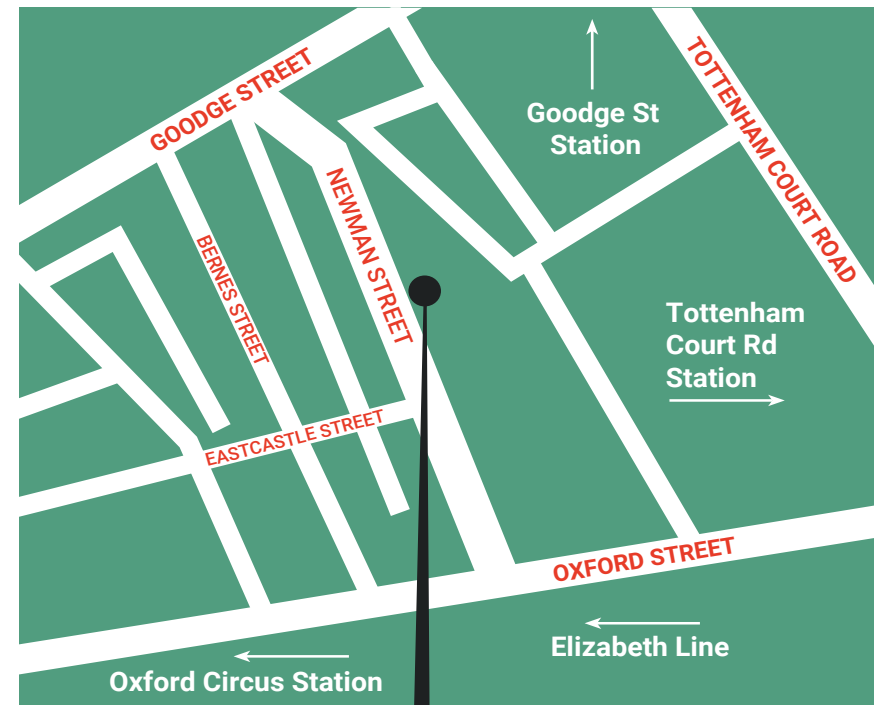 GOODGE STREET
TOTTENHAM COURT ROAD
Goodge St
Station
NEWMAN STREET
BERNES STREET
Tottenham
Court Rd
Station
EASTCASTLE STREET
OXFORD STREET
Elizabeth Line
Oxford Circus Station